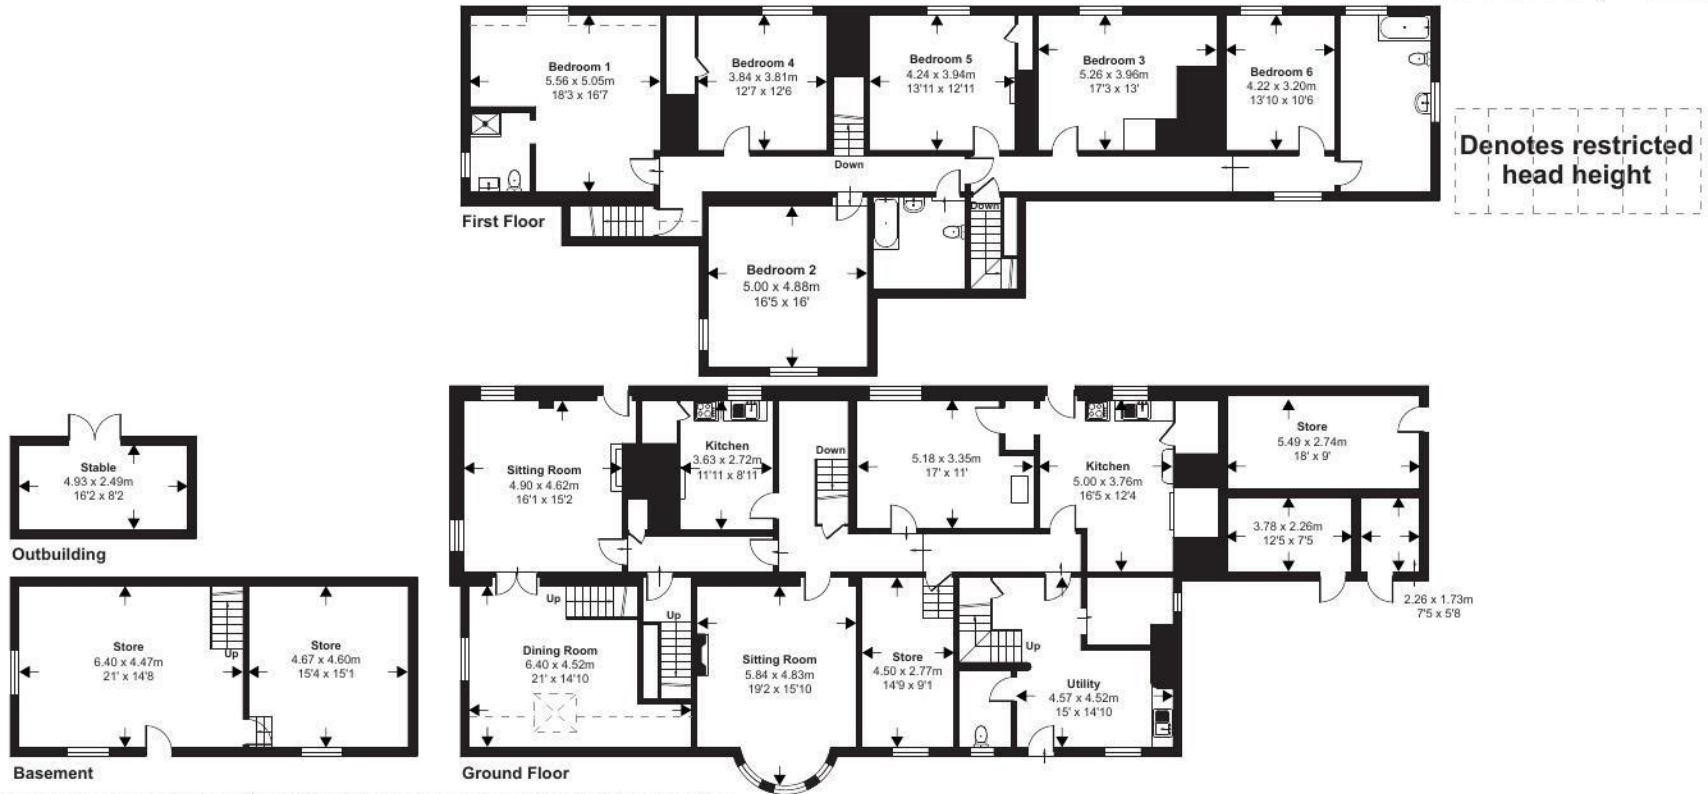 Bedroom 1
5.56 x 5.05m
18'3 x 16'7
Bedroom 4
3.84 x 3.81m
12'7 x 12'6
Bedroom 5
4.24 x 3.94m
13'11 x 12'11
Bedroom 3
5.26 x 3.96m
17'3 x 13'
Bedroom 6
4.22 x 3.20m
13'10 x 10'6
Denotes restricted
head height
Down
Down
First Floor
Bedroom 2
5.00 x 4.88m
16'5 x 16'
Stable
4.93 x 2.49m
16'2 x 8'2
Outbuilding
Sitting Room
4.90 x 4.62m
16'1 x 15'2
Kitchen
3.63 x 2.72m
11'11 x 8'11
Down
5.18 x 3.35m
17' x 11'
Kitchen
5.00 x 3.76m
16'5 x 12'4
Store
5.49 x 2.74m
18' x 9'
3.78 x 2.26m
12'5 x 7'5
2.26 x 1.73m
7'5 x 5'8
Store
6.40 x 4.47m
21' x 14'8
Up
Store
4.67 x 4.60m
15'4 x 15'1
Basement
Up
Dining Room
6.40 x 4.52m
21' x 14'10
Up
Sitting Room
5.84 x 4.83m
19'2 x 15'10
Store
4.50 x 2.77m
14'9 x 9'1
Up
Utility
4.57 x 4.52m
15' x 14'10
Ground Floor